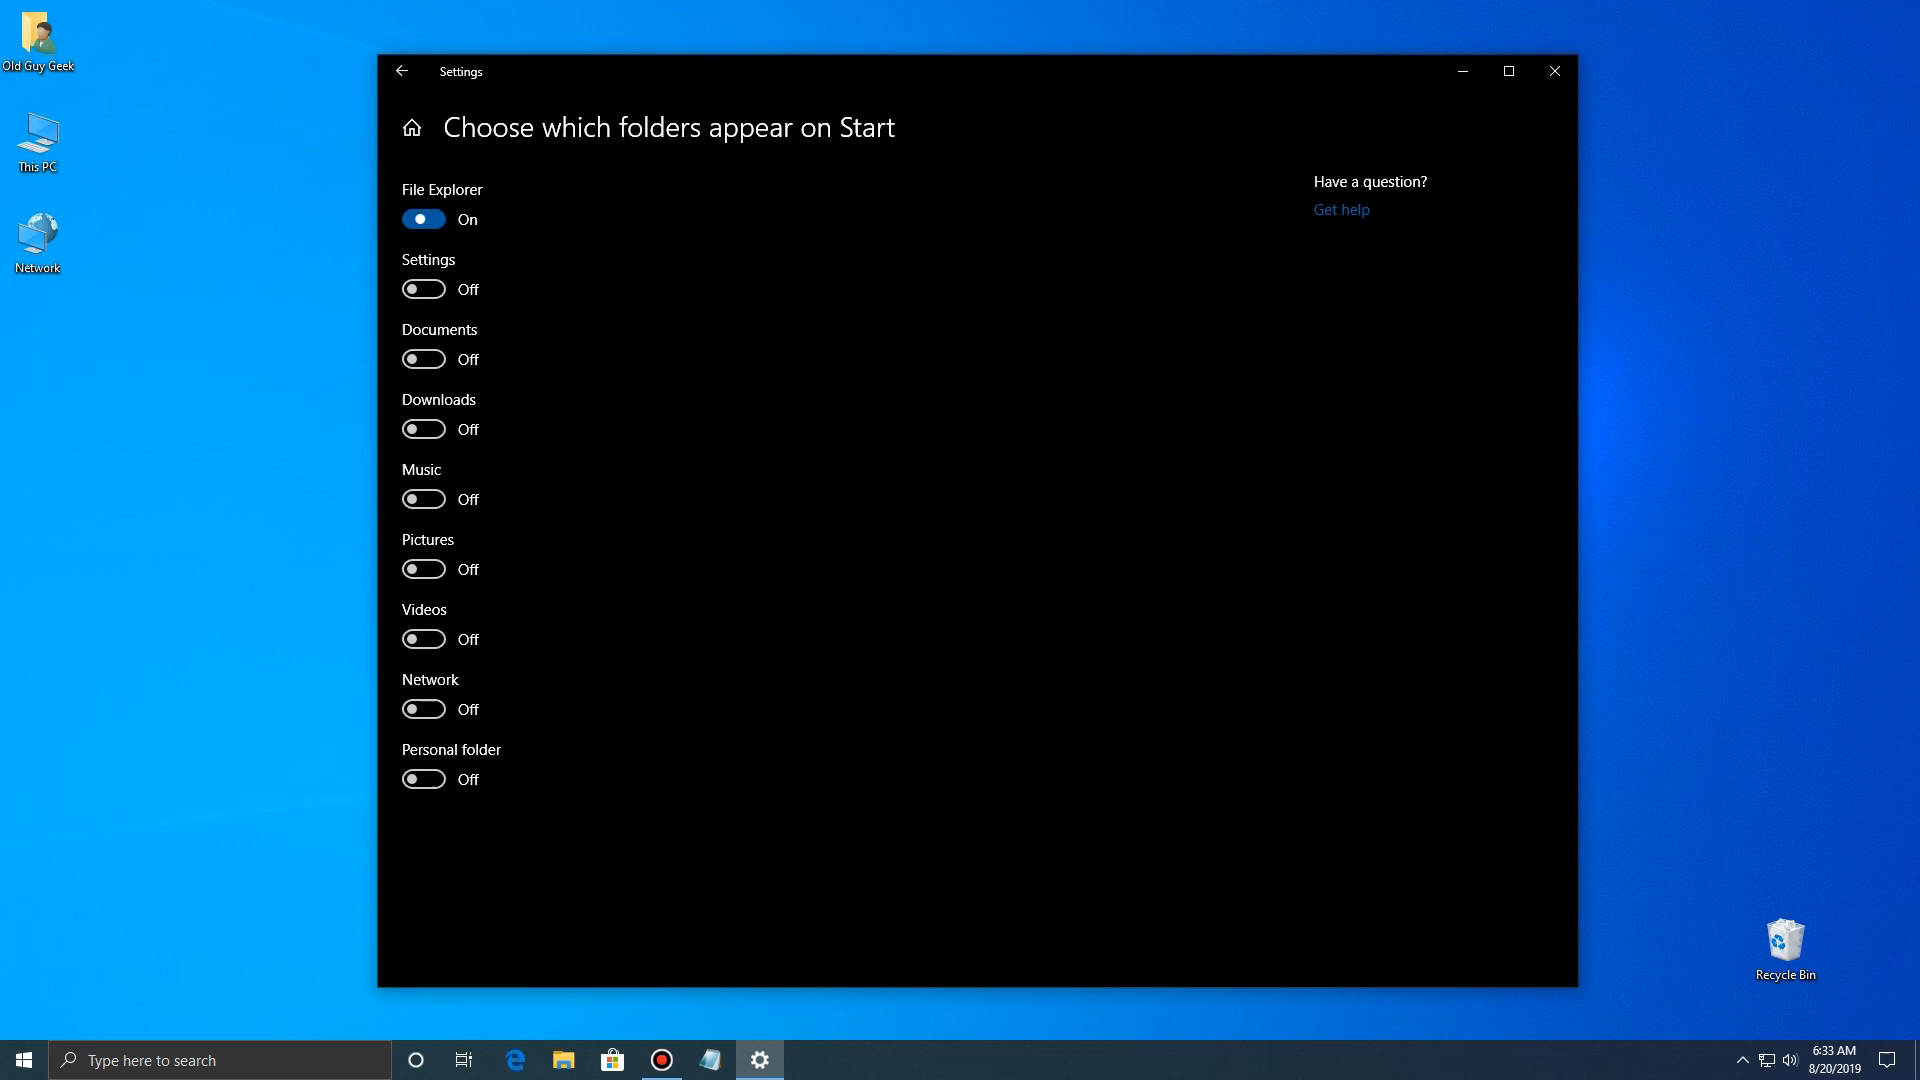 Old Guy Geek
This PC
Network
Settings
Choose which folders appear on Start
File Explorer
On
Settings
Off
Documents
Off
Downloads
Off
Music
Off
Pictures
Off
Videos
Off
Network
Off
Personal folder
Off
Have a question?
Get help
Recycle Bin
Type here to search
6:33 AM
8/20/2019